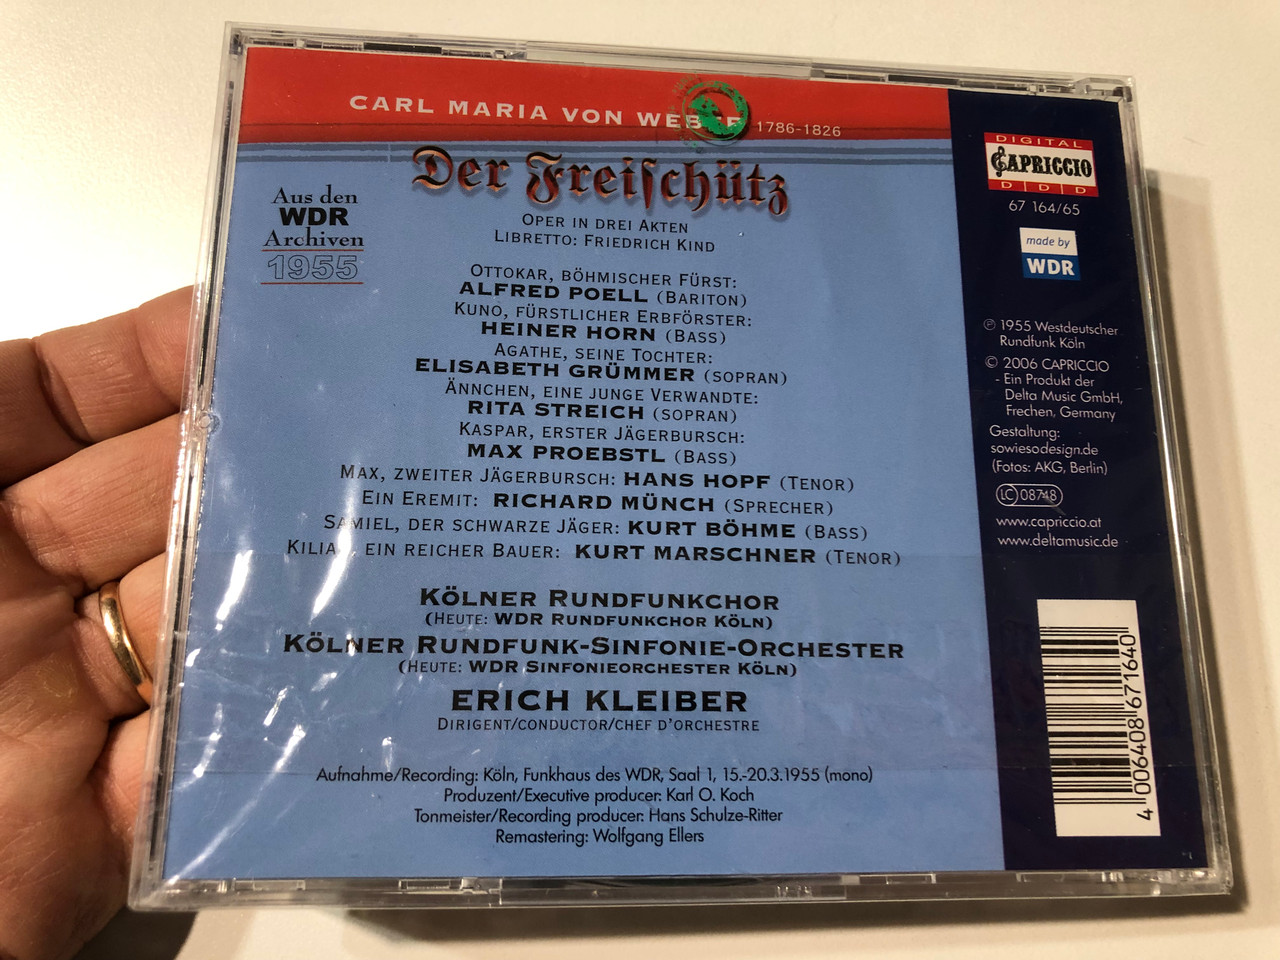 CARL MARIA VON WEBER 1786-1826
Der Freischütz
Aus den
WDR
Archiven
1955
OPER IN DREI AKTEN
LIBRETTO: FRIEDRICH KIND
OTTOKAR, BÖHMISCHER FÜRST:
ALFRED POELL (BARITON)
KUNO, FÜRSTLICHER ERBFÖRSTER:
HEINER HORN (BASS)
AGATHE, SEINE TOCHTER:
ELISABETH GRÜMMER (SOPRAN)
ÄNNCHEN, EINE JUNGE VERWANDTE:
RITA STREICH (SOPRAN)
KASPAR, ERSTER JÄGERBURSCH:
MAX PROEBSTL (BASS)
MAX, ZWEITER JÄGERBURSCH: HANS HOPF (TENOR)
EIN EREMIT: RICHARD MÜNCH (SPRECHER)
SAMIEL, DER SCHWARZE JÄGER: KURT BÖHME (BASS)
KILIAN, EIN REICHER BAUER: KURT MARSCHNER (TENOR)
KÖLNER RUNDFUNKCHOR
(HEUTE: WDR RUNDFUNKCHOR KÖLN)
KÖLNER RUNDFUNK-SINFONIE-ORCHESTER
(HEUTE: WDR SINFONIEORCHESTER KÖLN)
ERICH KLEIBER
DIRIGENT/CONDUCTOR/CHEF D'ORCHESTRE
Aufnahme/Recording: Köln, Funkhaus des WDR, Saal 1, 15.-20.3.1955 (mono)
Produzent/Executive producer: Karl O. Koch
Tonmeister/Recording producer: Hans Schulze-Ritter
Remastering: Wolfgang Ellers
DIGITAL
CAPRICCIO
D D D
67 164/65
made by
WDR
℗ 1955 Westdeutscher
Rundfunk Köln
© 2006 CAPRICCIO
- Ein Produkt der
Delta Music GmbH,
Frechen, Germany
Gestaltung:
sowiesodesign.de
(Fotos: AKG, Berlin)
LC 08748
www.capriccio.at
www.deltamusic.de
4 006408 671640